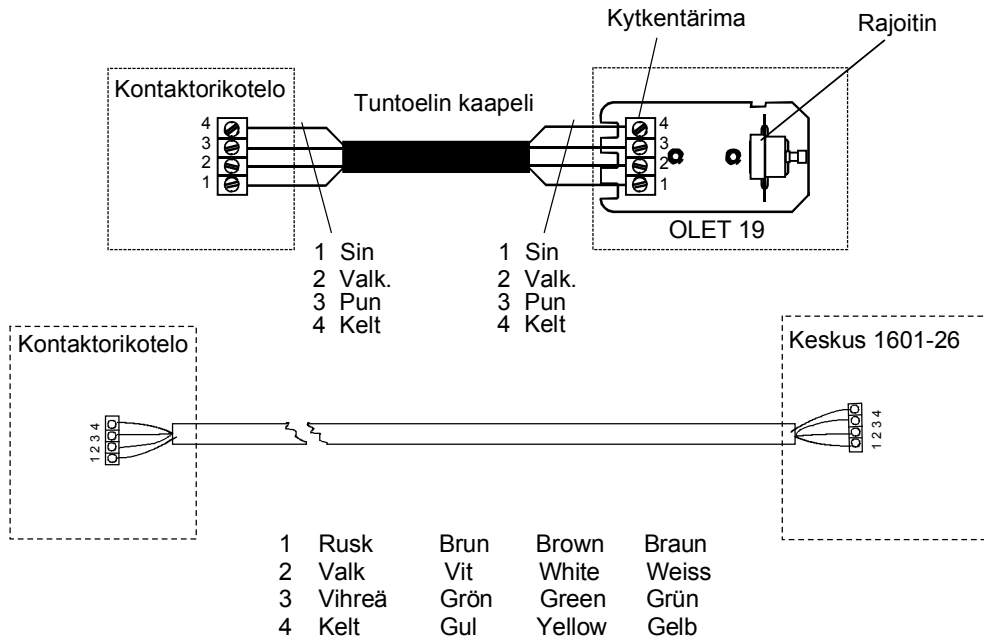 Kytkentärima
Rajoitin
Kontaktorikotelo
Tuntoelin kaapeli
4
3
2
1
4
3
2
1
OLET 19
1 Sin
2 Valk.
3 Pun
4 Kelt
1 Sin
2 Valk.
3 Pun
4 Kelt
Kontaktorikotelo
Keskus 1601-26
1 2 3 4
1 2 3 4
1 Rusk Brun Brown Braun
2 Valk Vit White Weiss
3 Vihreä Grön Green Grün
4 Kelt Gul Yellow Gelb